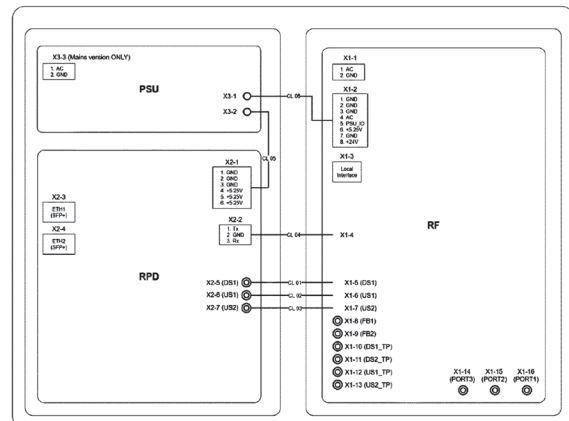 X3-3 (Mains version ONLY)
1. AC
2. GND
PSU
X3-1
X3-2
CL 06
CL 05
X2-1
1. GND
2. GND
3. GND
4. +5.25V
5. +5.25V
6. +5.25V
X2-2
1. Tx
2 GND
3. Rx
CL 04
X2-3
ETH1
(SFP+)
X2-4
ETH2
(SFP+)
RPD
X2-5 (DS1)
X2-6 (US1)
X2-7 (US2)
CL 01
CL 02
CL 03
X1-1
1. AC
2. GND
X1-2
1. GND
2. GND
3. GND
4. AC
5. PSU_IO
6. +5.25V
7. GND
8. +24V
X1-3
Local
Interface
RF
X1-4
X1-5 (DS1)
X1-6 (US1)
X1-7 (US2)
X1-8 (FB1)
X1-9 (FB2)
X1-10 (DS1_TP)
X1-11 (DS2_TP)
X1-12 (US1_TP)
X1-13 (US2_TP)
X1-14
(PORT3)
X1-15
(PORT2)
X1-16
(PORT1)